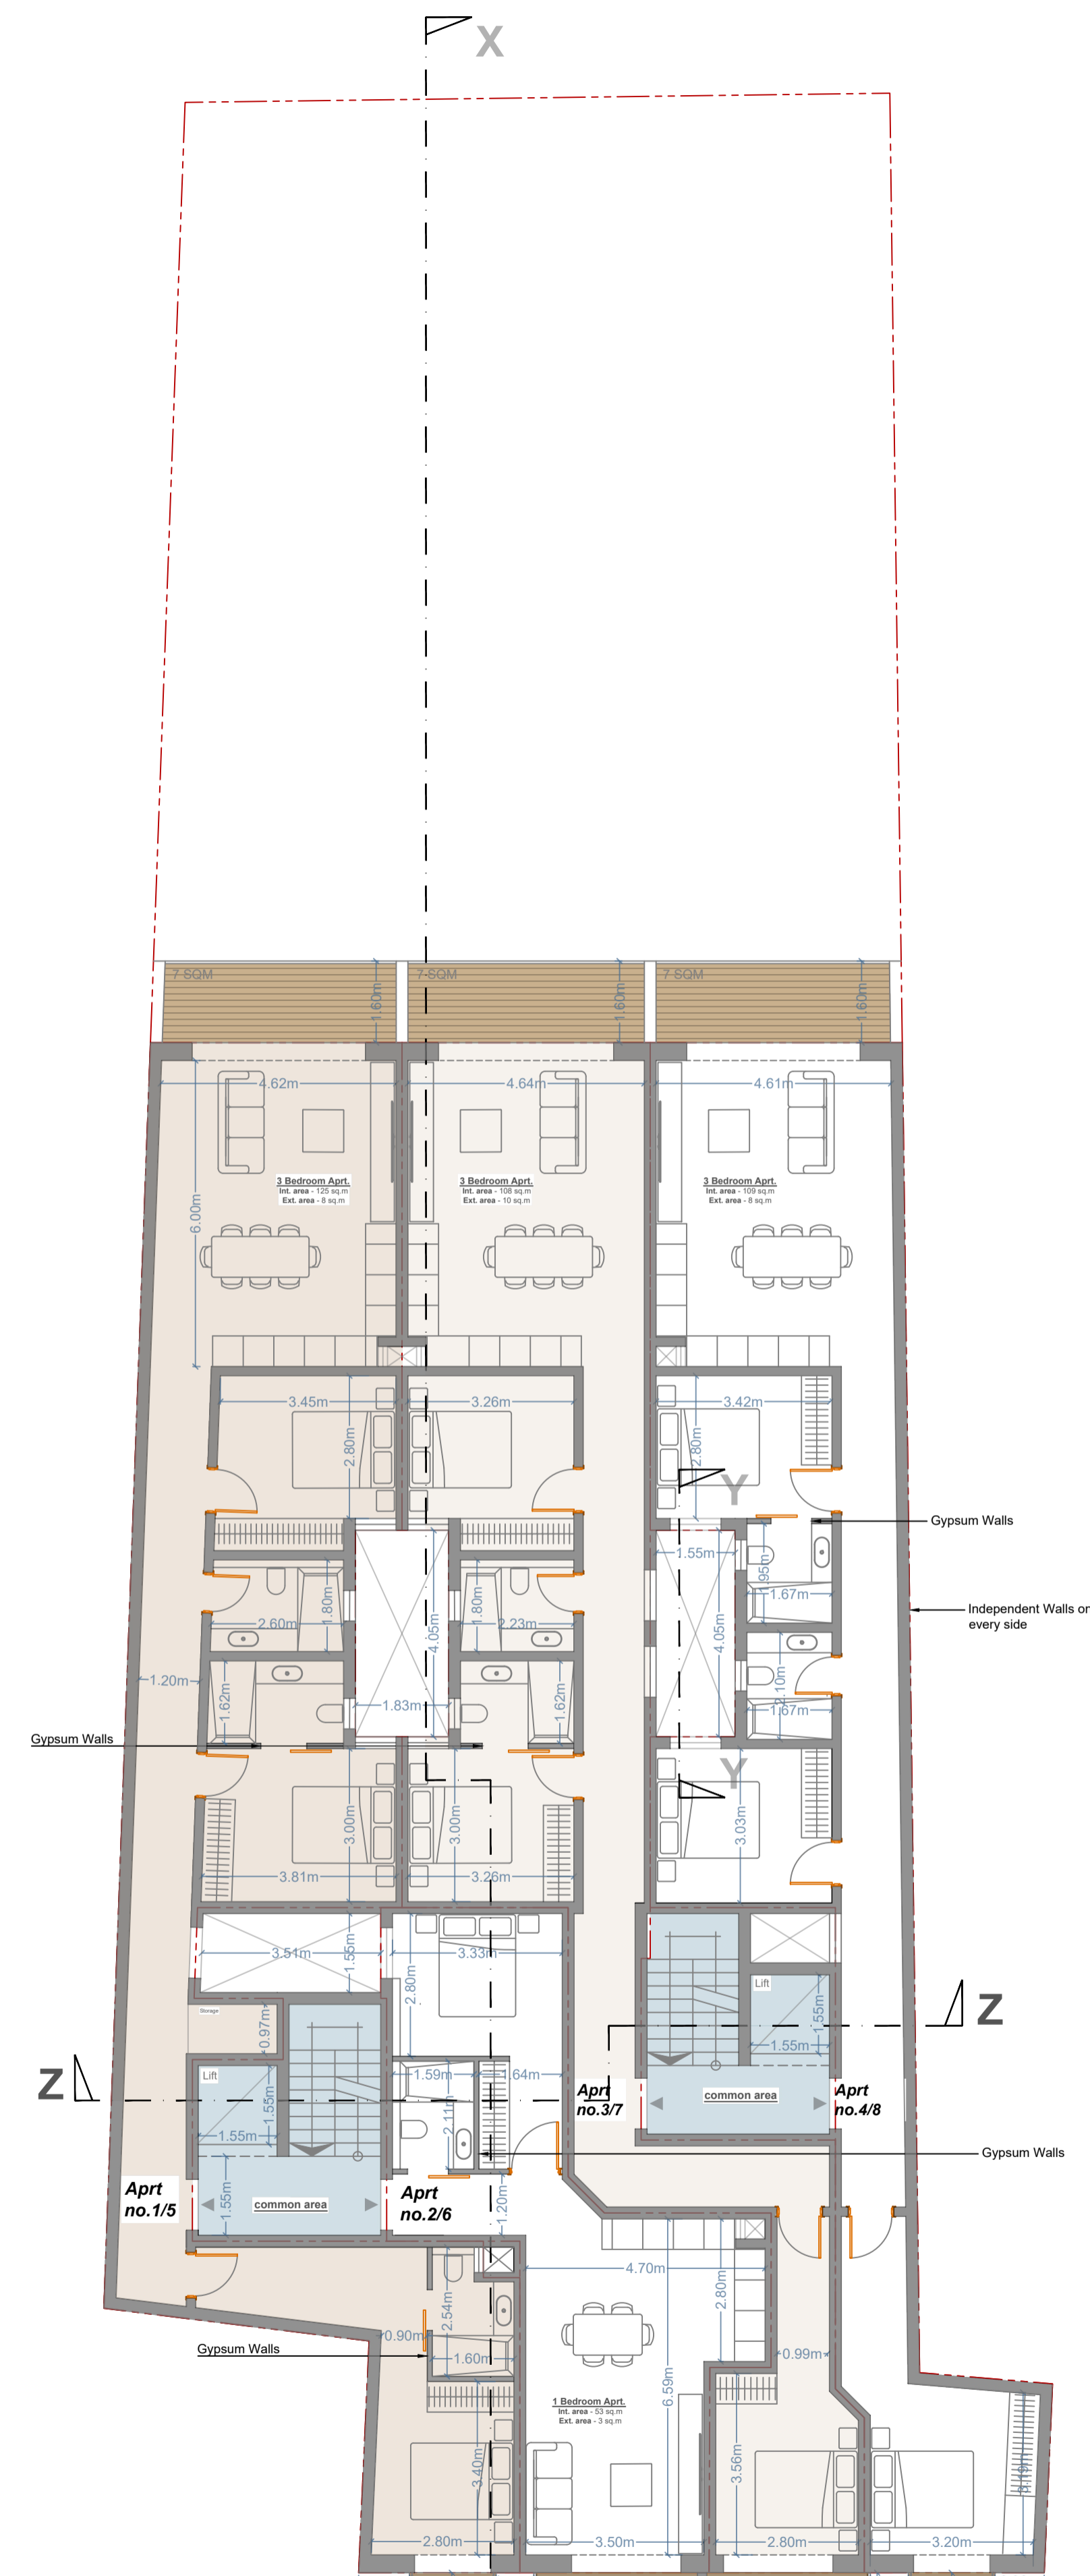 X
7 SQM
7 SQM
7 SQM
1.60m
1.60m
1.60m
4.62m
4.64m
4.61m
3 Bedroom Aprt.
Int. area - 125 sq.m
Ext. area - 8 sq.m
3 Bedroom Aprt.
Int. area - 108 sq.m
Ext. area - 10 sq.m
3 Bedroom Aprt.
Int. area - 109 sq.m
Ext. area - 8 sq.m
6.00m
3.45m
3.26m
3.42m
2.80m
2.80m
Y
Gypsum Walls
1.55m
1.95m
1.67m
Independent Walls on
every side
1.80m
1.80m
2.60m
2.23m
4.05m
4.05m
1.20m
1.62m
1.62m
2.10m
1.83m
1.67m
Gypsum Walls
Y
3.00m
3.00m
3.03m
3.81m
3.26m
3.51m
1.55m
3.33m
2.80m
Lift
Storage
0.97m
1.55m
1.55m
Z
Z
Lift
1.59m
1.64m
1.55m
1.55m
2.11m
Aprt
no.3/7
common area
Aprt
no.4/8
Gypsum Walls
Aprt
no.1/5
1.55m
common area
Aprt
no.2/6
1.20m
4.70m
2.80m
2.54m
0.90m
0.99m
Gypsum Walls
1.60m
6.59m
1 Bedroom Aprt.
Int. area - 53 sq.m
Ext. area - 3 sq.m
3.40m
3.56m
2.80m
3.50m
2.80m
3.20m